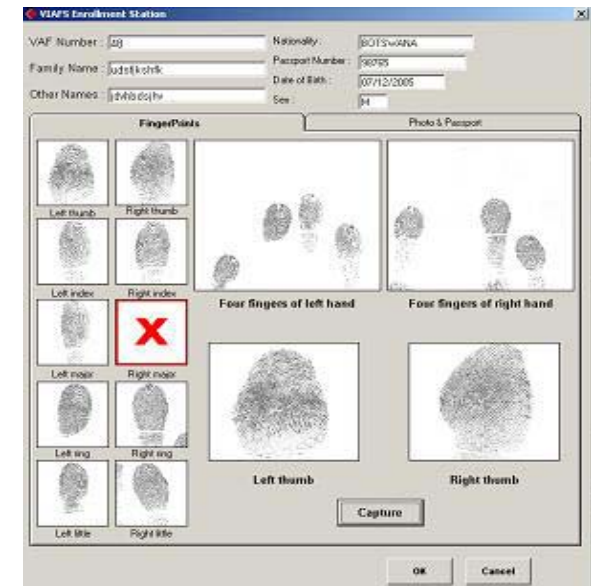 VIAFS Enrollment Station
VAF Number : 48
Nationality : BOTSWANA
Passport Number : 98765
Family Name :
Date of Birth : 07/12/2005
Other Names :
Sex : M
FingerPrints
Photo & Passport
Left thumb
Right thumb
Left index
Right index
Four fingers of left hand
Four fingers of right hand
Left major
Right major
Left ring
Right ring
Left thumb
Right thumb
Capture
Left little
Right little
OK
Cancel